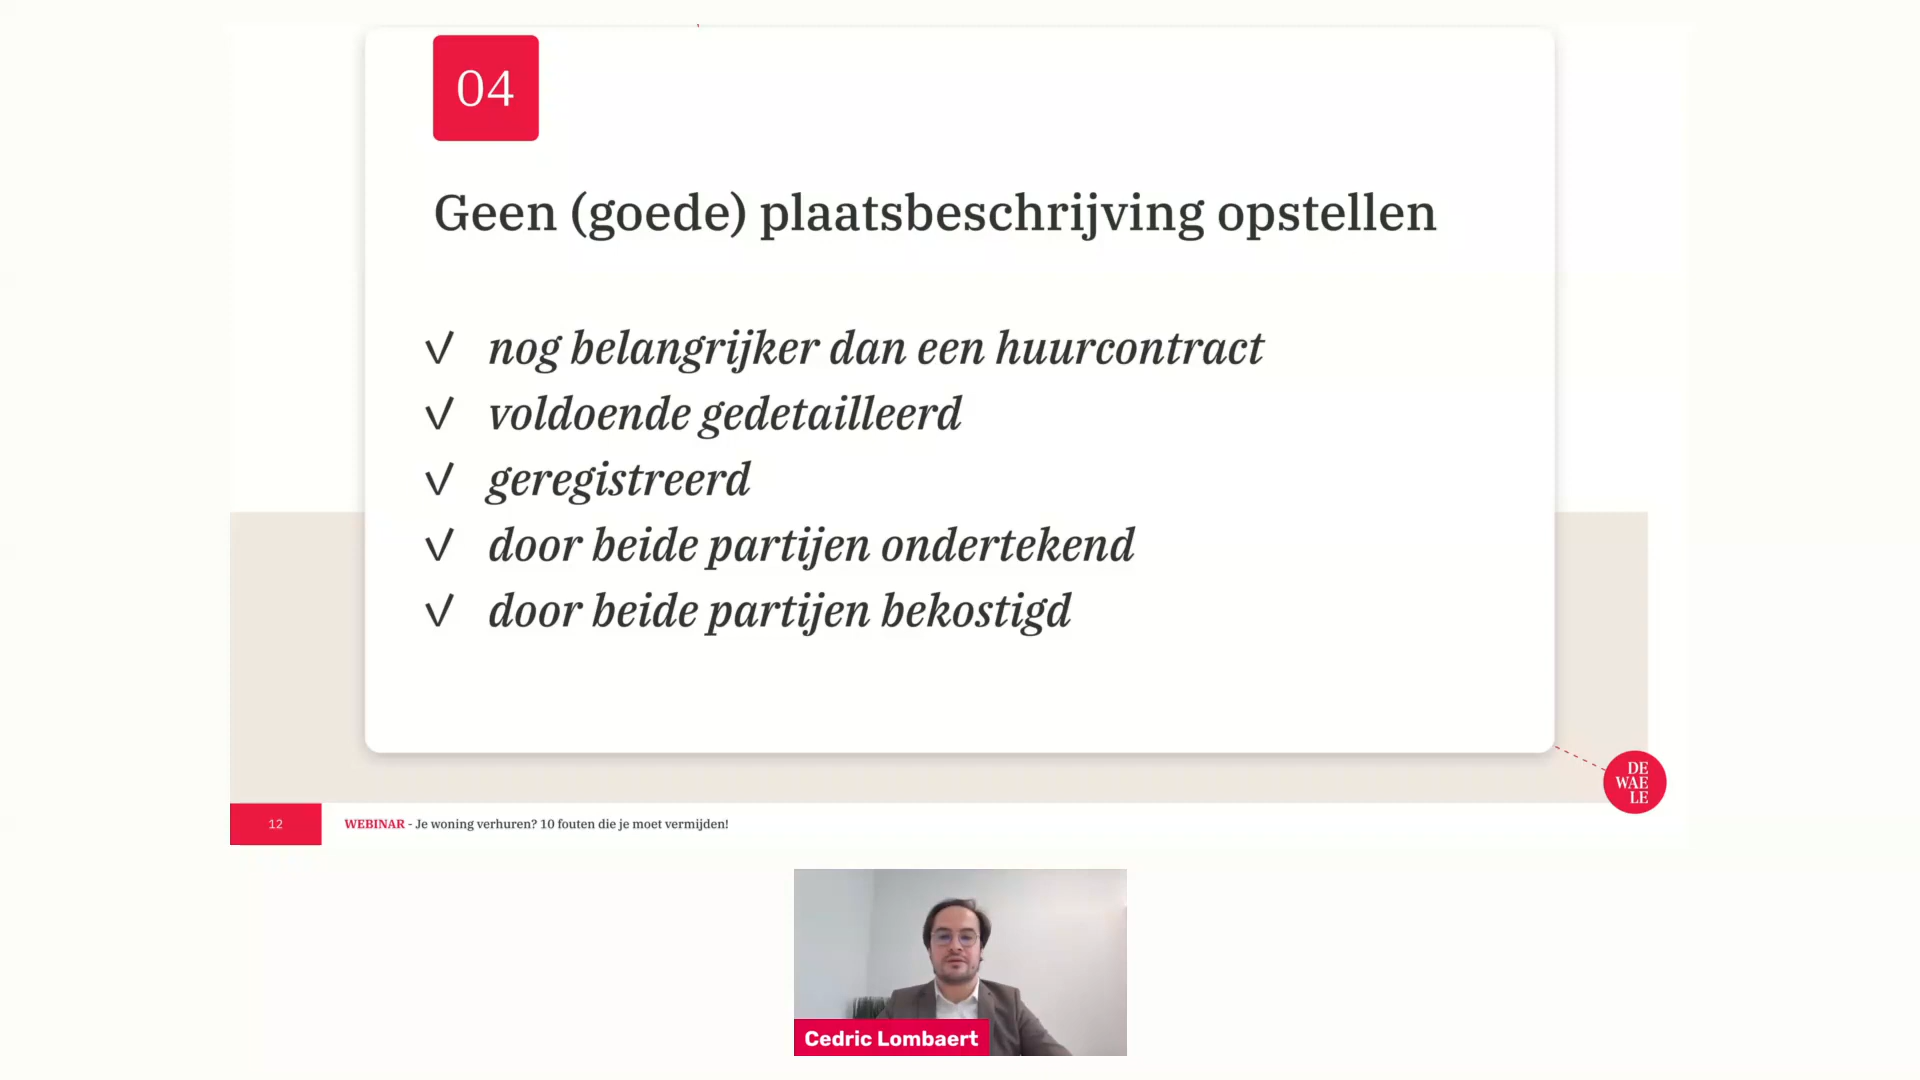 04
Geen (goede) plaatsbeschrijving opstellen
✓ nog belangrijker dan een huurcontract
✓ voldoende gedetailleerd
✓ geregistreerd
✓ door beide partijen ondertekend
✓ door beide partijen bekostigd
DE
WAE
LE
12
WEBINAR - Je woning verhuren? 10 fouten die je moet vermijden!
Cedric Lombaert